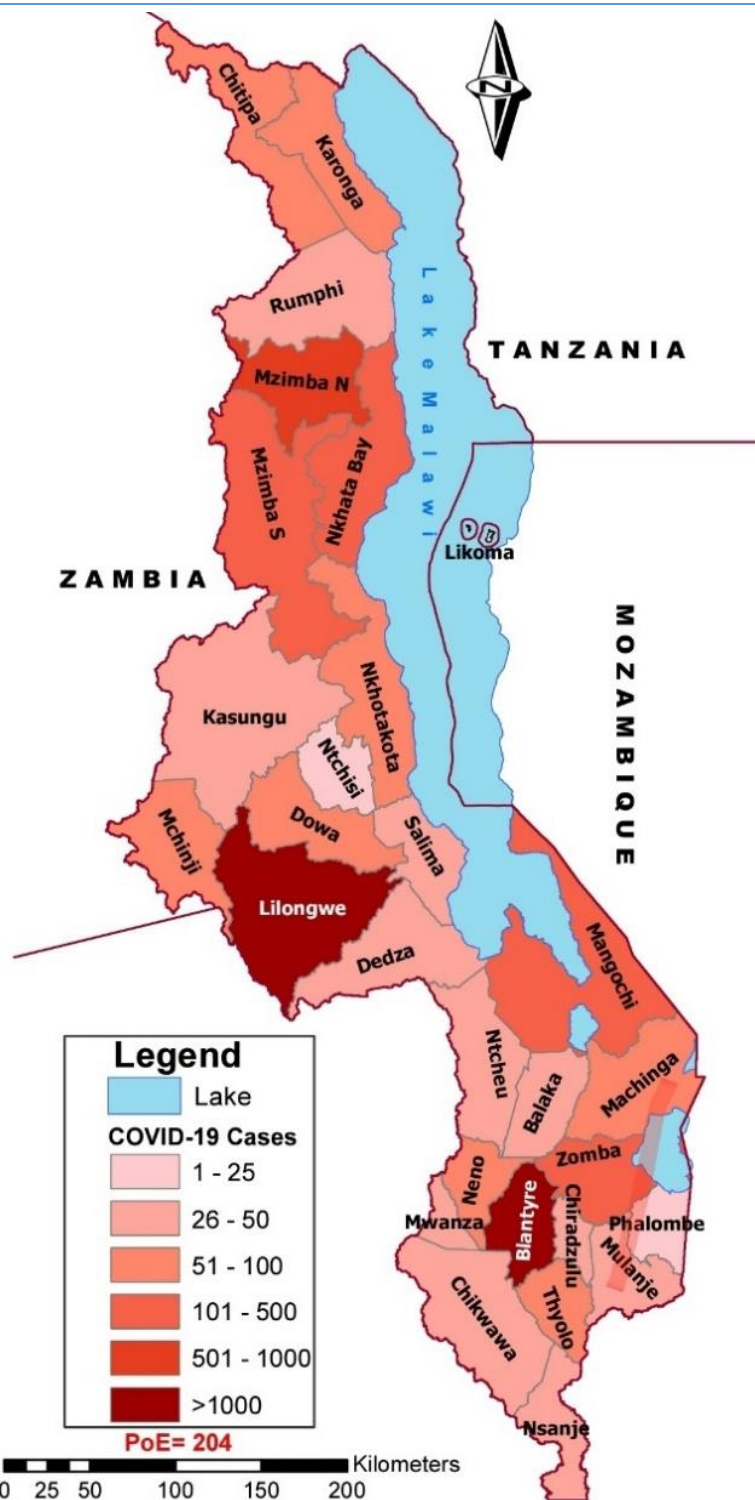 N
Chitipa
Karonga
Rumphi
Lake Malawi
TANZANIA
Mzimba N
Mzimba S
Nkhata Bay
Likoma
ZAMBIA
MOZAMBIQUE
Kasungu
Nkhotakota
Ntchisi
Mchinji
Dowa
Salima
Lilongwe
Dedza
Mangochi
Ntcheu
Balaka
Machinga
Zomba
Neno
Mwanza
Blantyre
Chiradzulu
Phalombe
Mulanje
Chikwawa
Thyolo
Nsanje
Legend
Lake
COVID-19 Cases
1 - 25
26 - 50
51 - 100
101 - 500
501 - 1000
>1000
PoE= 204
Kilometers
0 25 50 100 150 200